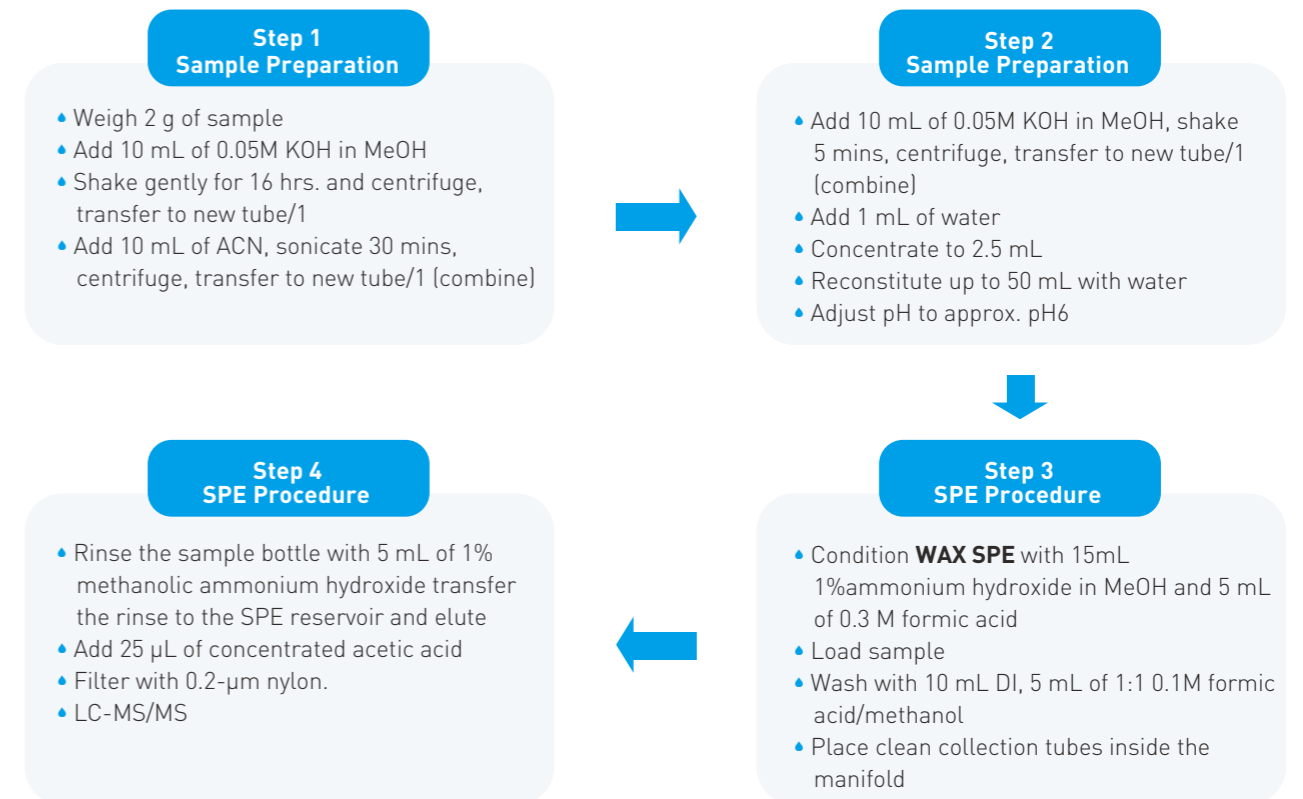 Step 1
Sample Preparation
Weigh 2 g of sample
Add 10 mL of 0.05M KOH in MeOH
Shake gently for 16 hrs. and centrifuge,
transfer to new tube/1
Add 10 mL of ACN, sonicate 30 mins,
centrifuge, transfer to new tube/1 (combine)
Step 2
Sample Preparation
Add 10 mL of 0.05M KOH in MeOH, shake
5 mins, centrifuge, transfer to new tube/1
(combine)
Add 1 mL of water
Concentrate to 2.5 mL
Reconstitute up to 50 mL with water
Adjust pH to approx. pH6
Step 3
SPE Procedure
Condition WAX SPE with 15mL
1%ammonium hydroxide in MeOH and 5 mL
of 0.3 M formic acid
Load sample
Wash with 10 mL DI, 5 mL of 1:1 0.1M formic
acid/methanol
Place clean collection tubes inside the
manifold
Step 4
SPE Procedure
Rinse the sample bottle with 5 mL of 1%
methanolic ammonium hydroxide transfer
the rinse to the SPE reservoir and elute
Add 25 µL of concentrated acetic acid
Filter with 0.2-µm nylon.
LC-MS/MS